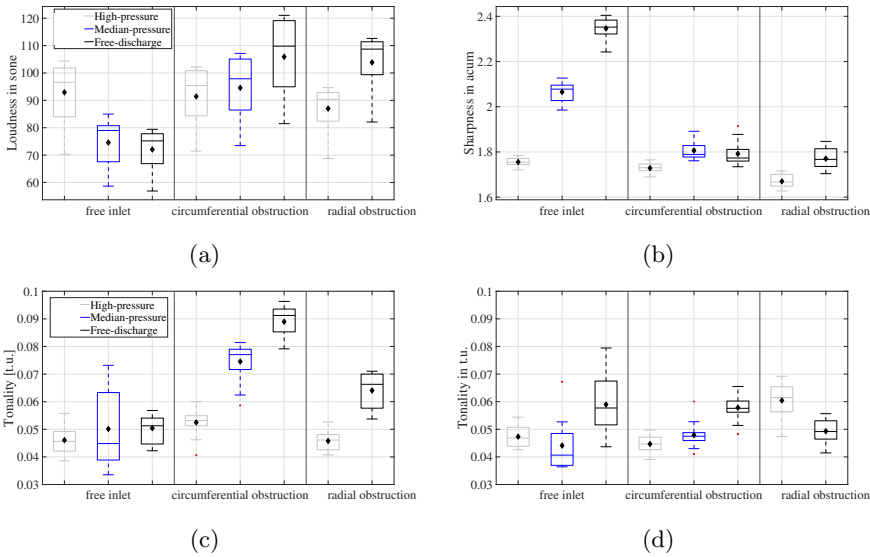 High-pressure
Median-pressure
Free-discharge
Loudness in sone
120
110
100
90
80
70
60
free inlet circumferential obstruction radial obstruction
(a)
Sharpness in acum
2.4
2.2
2
1.8
1.6
free inlet circumferential obstruction radial obstruction
(b)
High-pressure
Median-pressure
Free-discharge
Tonality [t.u.]
0.1
0.09
0.08
0.07
0.06
0.05
0.04
0.03
free inlet circumferential obstruction radial obstruction
(c)
Tonality in t.u.
0.1
0.09
0.08
0.07
0.06
0.05
0.04
0.03
free inlet circumferential obstruction radial obstruction
(d)